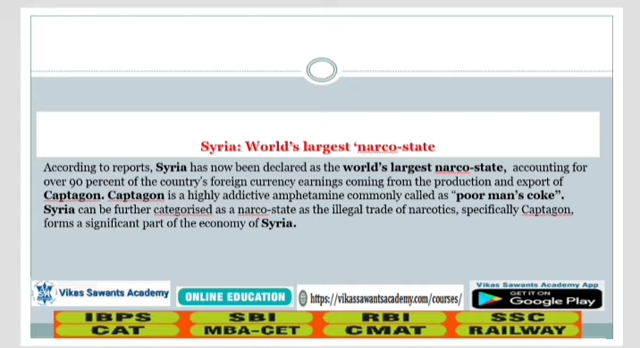 Syria: World's largest 'narco-state
According to reports, Syria has now been declared as the world's largest narco-state, accounting for
over 90 percent of the country's foreign currency earnings coming from the production and export of
Captagon. Captagon is a highly addictive amphetamine commonly called as "poor man's coke".
Syria can be further categorised as a narco-state as the illegal trade of narcotics, specifically Captagon,
forms a significant part of the economy of Syria.
Vikas Sawants Academy App
Vikas Sawants Academy ONLINE EDUCATION https://vikassawantsacademy.com/courses/ GET IT ON
Google Play
IBPS SBI RBI SSC
CAT MBA-CET CMAT RAILWAY